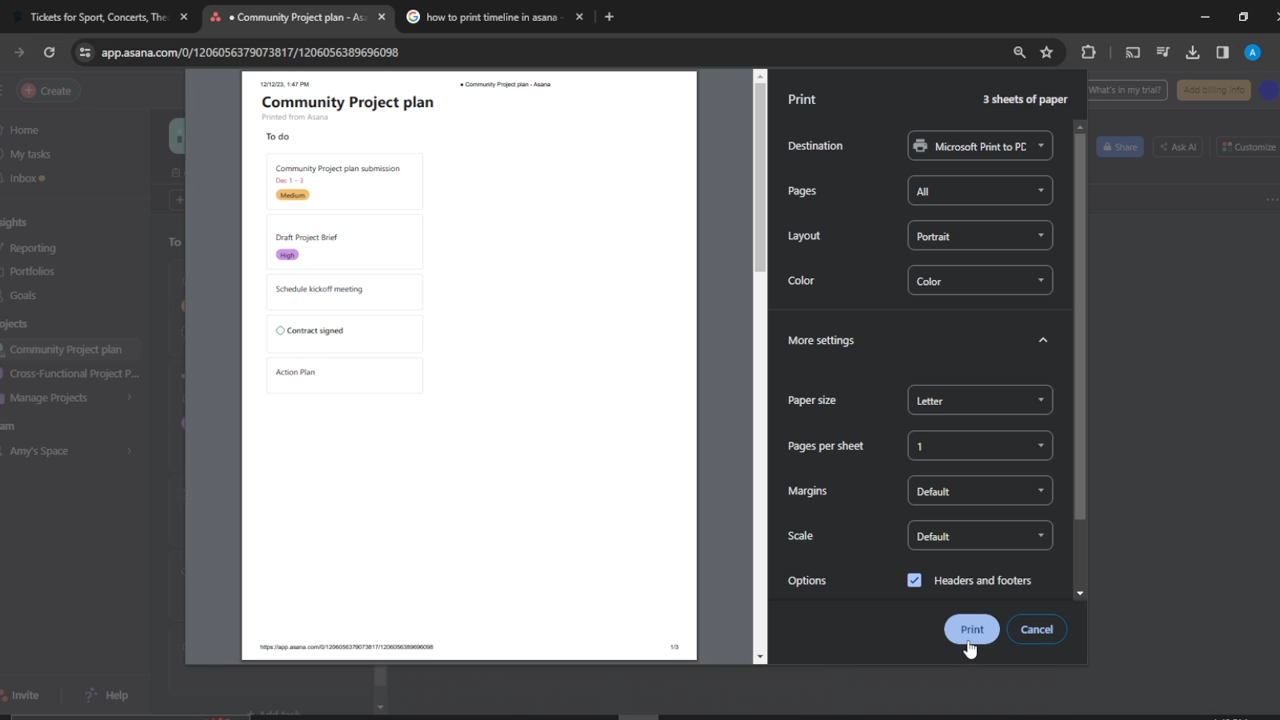 Tickets for Sport, Concerts, The
• Community Project plan - Asa
how to print timeline in asana -
app.asana.com/0/1206056379073817/1206056389696098
A
Create
Home
My tasks
Inbox
sights
Reporting
Portfolios
Goals
ojects
Community Project plan
Cross-Functional Project P...
Manage Projects
am
Amy's Space
Invite
Help
To
Add task
What's in my trial?
Add billing info
Share
Ask AI
Customize
12/12/23, 1:47 PM
• Community Project plan - Asana
Community Project plan
Printed from Asana
To do
Community Project plan submission
Dec 1 – 3
Medium
Draft Project Brief
High
Schedule kickoff meeting
Contract signed
Action Plan
https://app.asana.com/0/1206056379073817/1206056389696098
1/3
Print
3 sheets of paper
Destination
Microsoft Print to PD
Pages
All
Layout
Portrait
Color
Color
More settings
Paper size
Letter
Pages per sheet
1
Margins
Default
Scale
Default
Options
Headers and footers
Print
Cancel